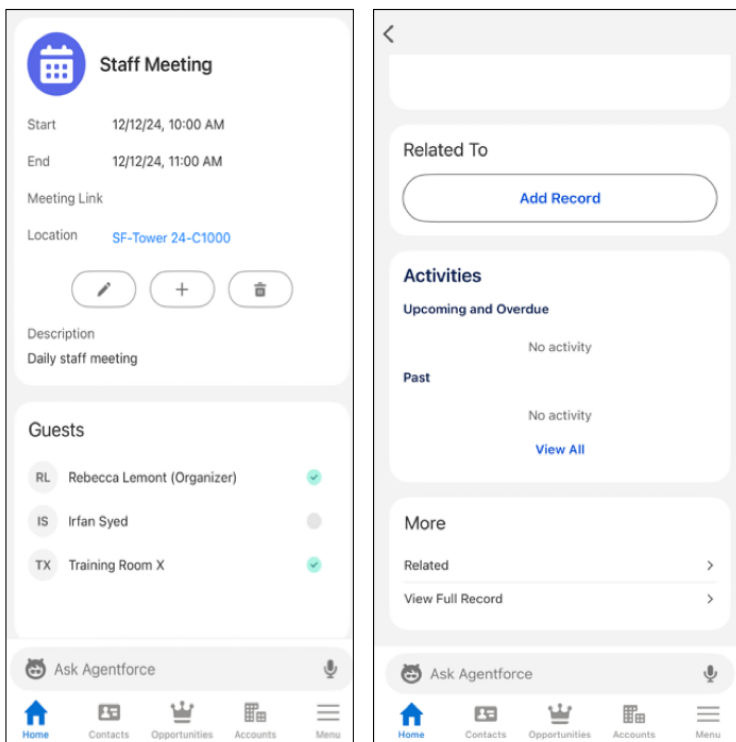 Staff Meeting
Start 12/12/24, 10:00 AM
End 12/12/24, 11:00 AM
Meeting Link
Location SF-Tower 24-C1000
Description
Daily staff meeting
Guests
RL Rebecca Lemont (Organizer)
IS Irfan Syed
TX Training Room X
Ask Agentforce
Home Contacts Opportunities Accounts Menu
Related To
Add Record
Activities
Upcoming and Overdue
No activity
Past
No activity
View All
More
Related
View Full Record
Ask Agentforce
Home Contacts Opportunities Accounts Menu